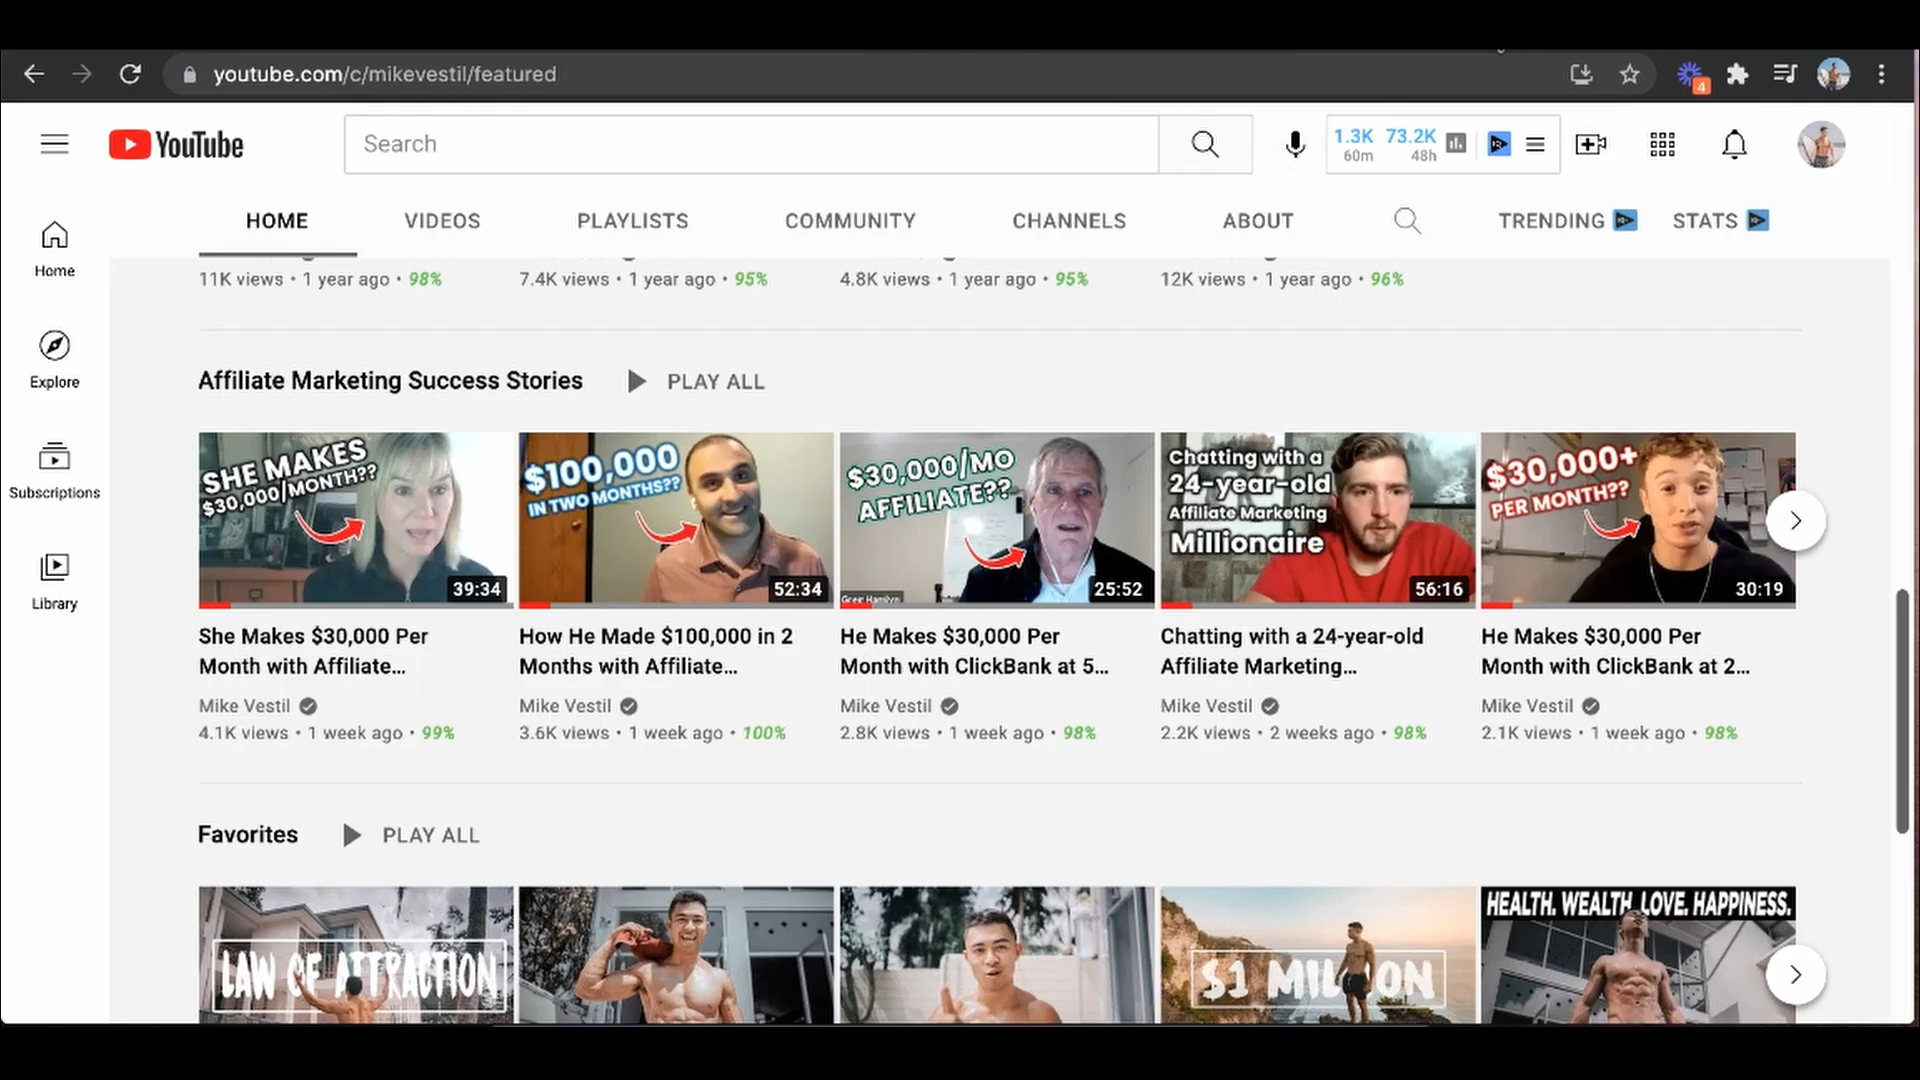 youtube.com/c/mikevestil/featured
4
YouTube
Search
1.3K 73.2K
60m 48h
HOME VIDEOS PLAYLISTS COMMUNITY CHANNELS ABOUT TRENDING STATS
Home
Explore
Subscriptions
Library
11K views • 1 year ago • 98%
7.4K views • 1 year ago • 95%
4.8K views • 1 year ago • 95%
12K views • 1 year ago • 96%
Affiliate Marketing Success Stories PLAY ALL
SHE MAKES
$30,000/MONTH??
39:34
She Makes $30,000 Per
Month with Affiliate...
Mike Vestil
4.1K views • 1 week ago • 99%
$100,000
IN TWO MONTHS??
52:34
How He Made $100,000 in 2
Months with Affiliate...
Mike Vestil
3.6K views • 1 week ago • 100%
$30,000/MO
AFFILIATE??
Greg Hamlyn
25:52
He Makes $30,000 Per
Month with ClickBank at 5...
Mike Vestil
2.8K views • 1 week ago • 98%
Chatting with a
24-year-old
Affiliate Marketing
Millionaire
56:16
Chatting with a 24-year-old
Affiliate Marketing...
Mike Vestil
2.2K views • 2 weeks ago • 98%
$30,000+
PER MONTH??
30:19
He Makes $30,000 Per
Month with ClickBank at 2...
Mike Vestil
2.1K views • 1 week ago • 98%
Favorites PLAY ALL
LAW OF ATTRACTION
$1 MILLION
HEALTH. WEALTH. LOVE. HAPPINESS.